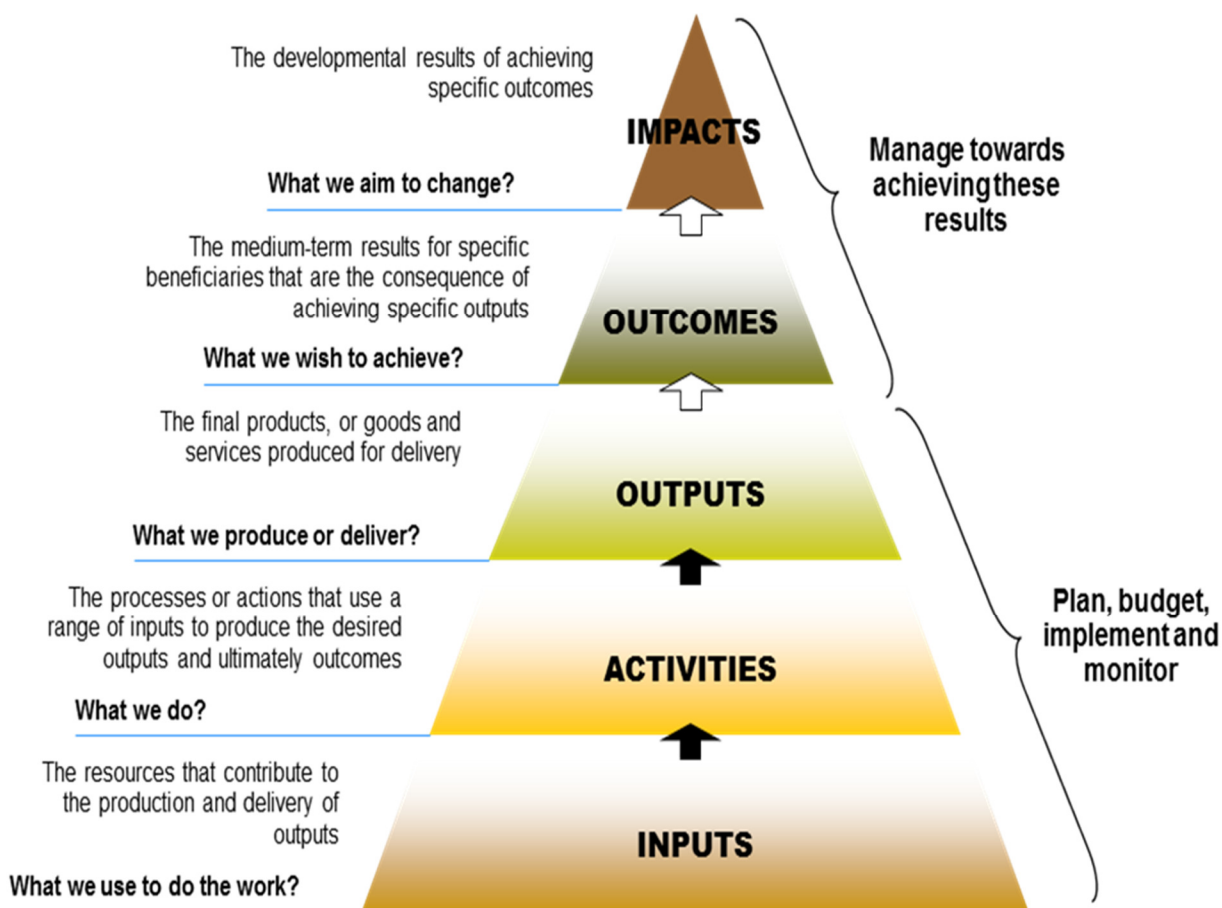 The developmental results of achieving
specific outcomes
IMPACTS
What we aim to change?
Manage towards
achieving these
results
The medium-term results for specific
beneficiaries that are the consequence of
achieving specific outputs
OUTCOMES
What we wish to achieve?
The final products, or goods and
services produced for delivery
OUTPUTS
What we produce or deliver?
The processes or actions that use a
range of inputs to produce the desired
outputs and ultimately outcomes
ACTIVITIES
Plan, budget,
implement and
monitor
What we do?
The resources that contribute to
the production and delivery of
outputs
INPUTS
What we use to do the work?